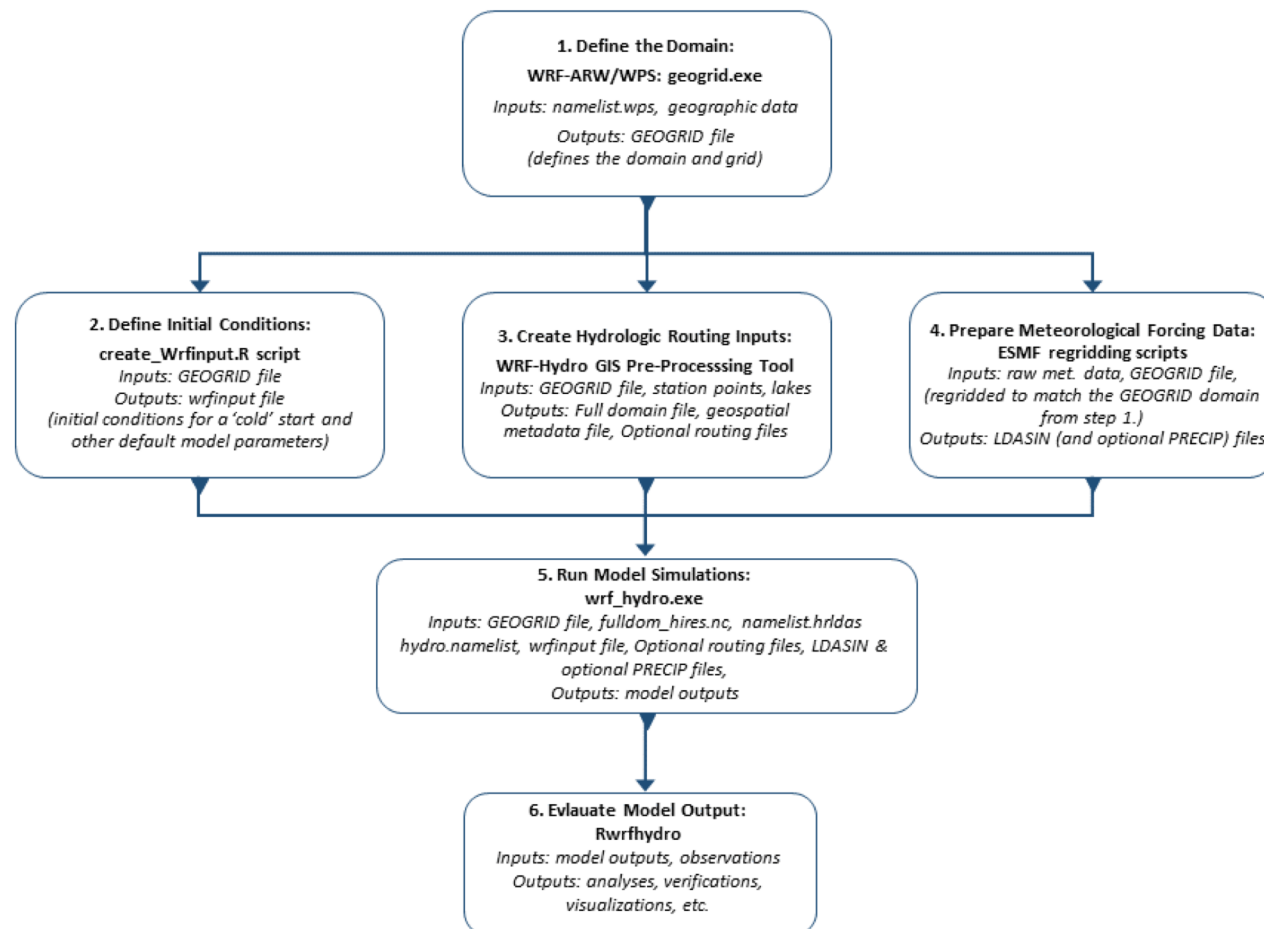 1. Define the Domain:
WRF-ARW/WPS: geogrid.exe
Inputs: namelist.wps, geographic data
Outputs: GEOGRID file
(defines the domain and grid)
2. Define Initial Conditions:
create_Wrfinput.R script
Inputs: GEOGRID file
Outputs: wrfinput file
(initial conditions for a ‘cold’ start and
other default model parameters)
3. Create Hydrologic Routing Inputs:
WRF-Hydro GIS Pre-Processsing Tool
Inputs: GEOGRID file, station points, lakes
Outputs: Full domain file, geospatial
metadata file, Optional routing files
4. Prepare Meteorological Forcing Data:
ESMF regridding scripts
Inputs: raw met. data, GEOGRID file,
(regridded to match the GEOGRID domain
from step 1.)
Outputs: LDASIN (and optional PRECIP) files
5. Run Model Simulations:
wrf_hydro.exe
Inputs: GEOGRID file, fulldom_hires.nc, namelist.hrldas
hydro.namelist, wrfinput file, Optional routing files, LDASIN &
optional PRECIP files,
Outputs: model outputs
6. Evlauate Model Output:
Rwrfhydro
Inputs: model outputs, observations
Outputs: analyses, verifications,
visualizations, etc.